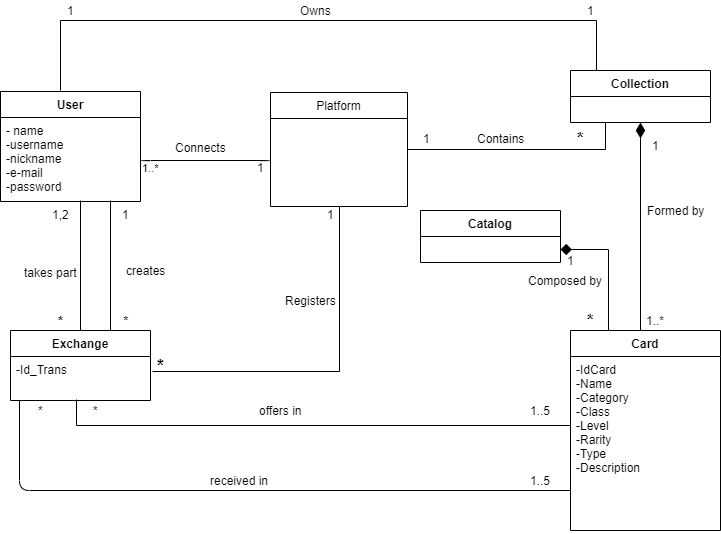 1
Owns
1
User
- name
-username
-nickname
-e-mail
-password
Platform
Collection
Connects
1..*
1
1
Contains
*
1
Formed by
1..*
Catalog
1
Composed by
*
1,2
1
takes part
creates
*
*
1
Registers
*
Exchange
-Id_Trans
*
*
offers in
1..5
received in
1..5
Card
-IdCard
-Name
-Category
-Class
-Level
-Rarity
-Type
-Description